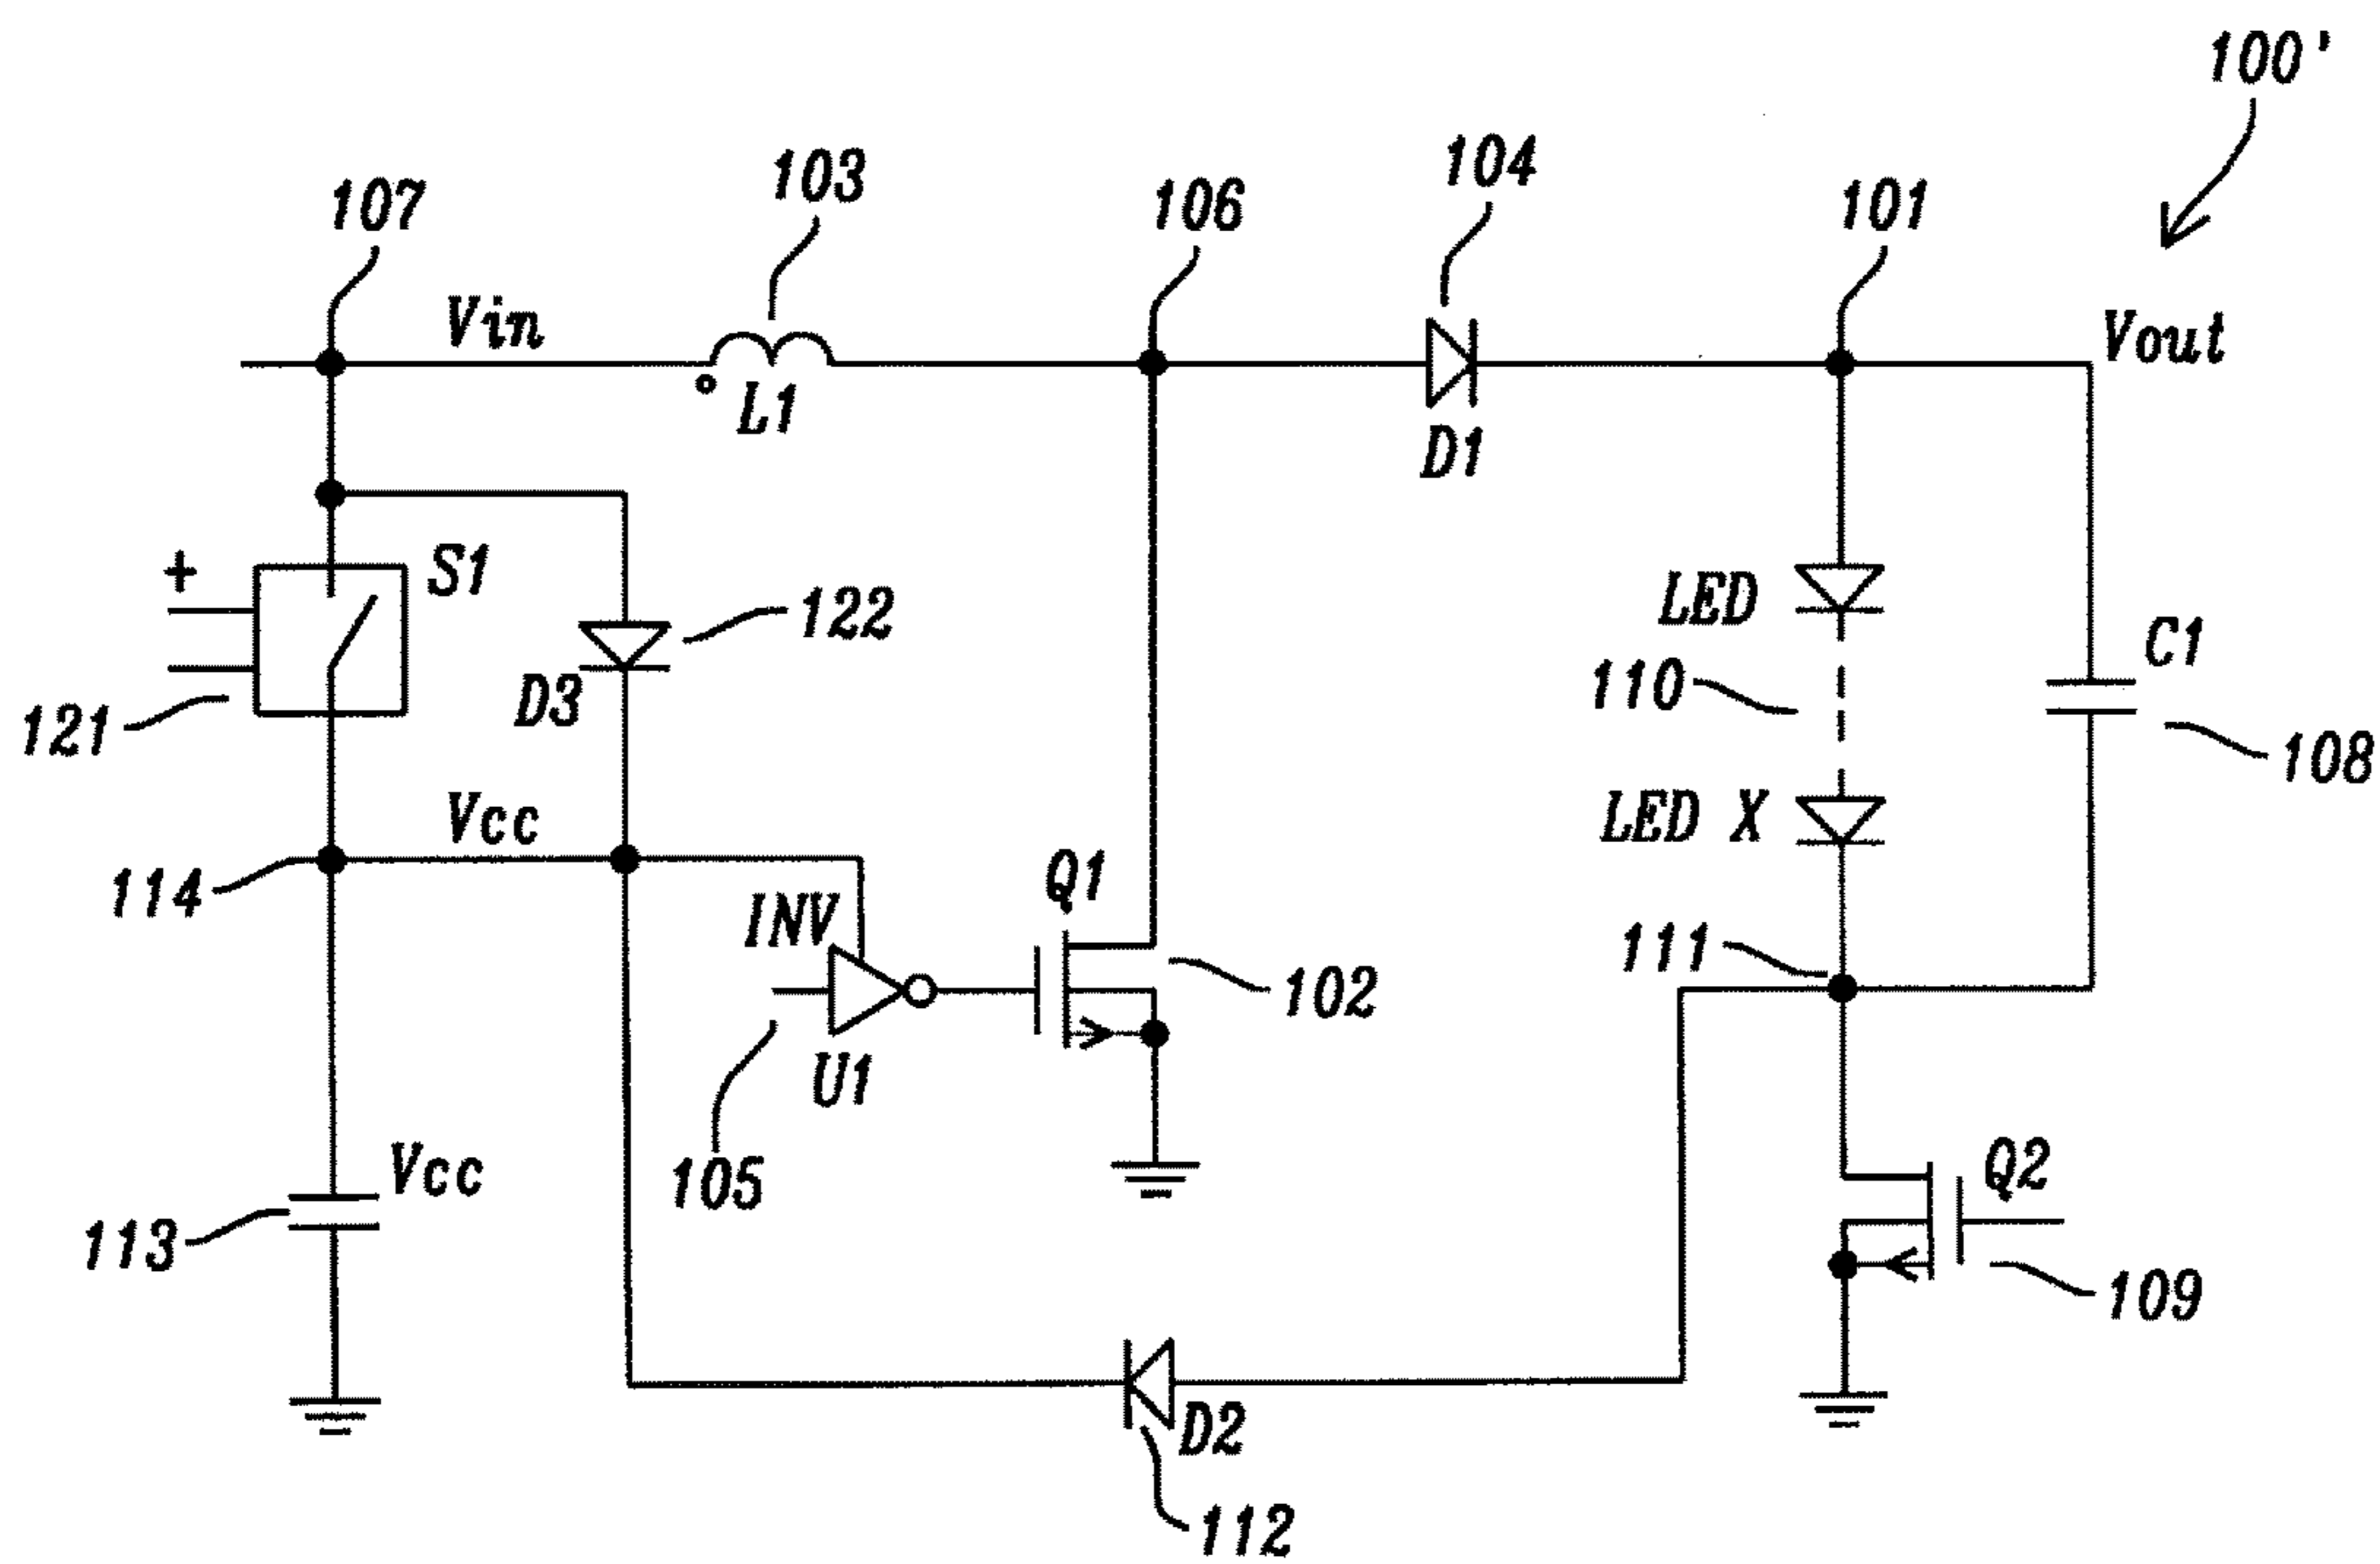 100'
104
103
107
106
101
Vin
Vout
L1
D1
+
S1
LED
122
C1
110
D3
121
108
Vcc
LED X
Q1
114
INV
111
102
U1
105
Vcc
Q2
113
109
D2
112